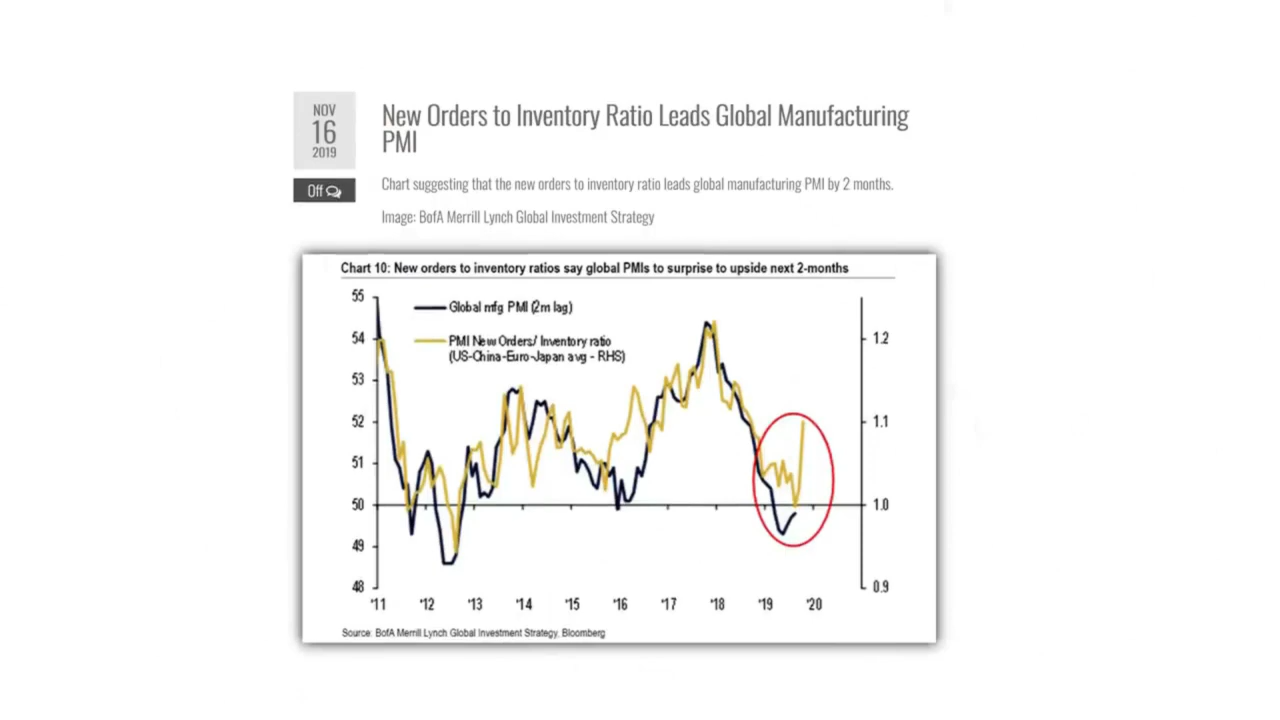 NOV
16
2019
Off
New Orders to Inventory Ratio Leads Global Manufacturing
PMI
Chart suggesting that the new orders to inventory ratio leads global manufacturing PMI by 2 months.
Image: BofA Merrill Lynch Global Investment Strategy
Chart 10: New orders to inventory ratios say global PMIs to surprise to upside next 2-months
Global mfg PMI (2m lag)
PMI New Orders/ Inventory ratio
(US-China-Euro-Japan avg - RHS)
55
54
53
52
51
50
49
48
1.2
1.1
1.0
0.9
'11 '12 '13 '14 '15 '16 '17 '18 '19 '20
Source: BofA Merrill Lynch Global Investment Strategy, Bloomberg